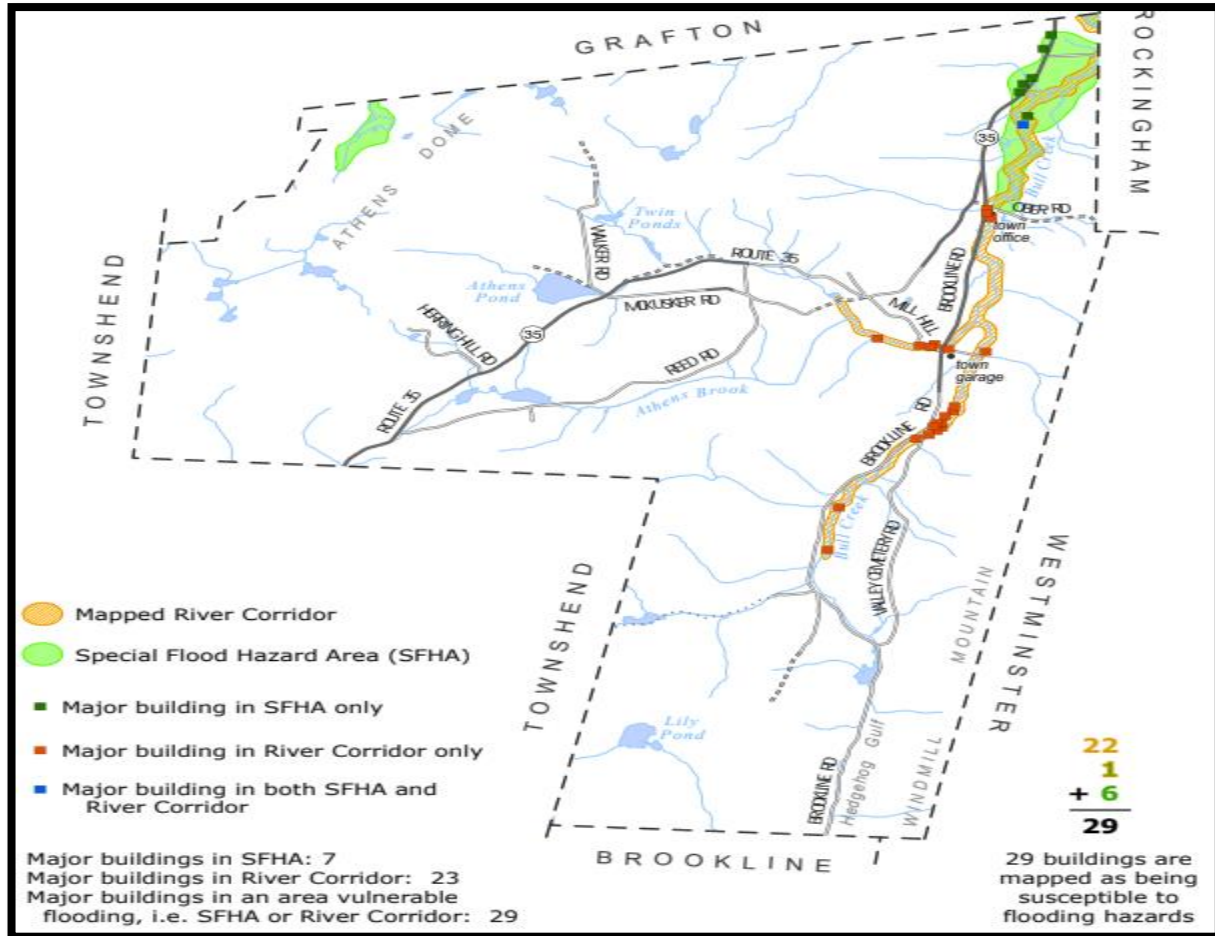 GRAFTON
ROCKINGHAM
ATHENS DOME
35
Bull Creek
OBER RD
town
office
Twin
Ponds
WALKER RD
ROUTE 35
BROOKLINE RD
Athens
Pond
MCKUSKER RD
MILL HILL
HERRING HILL RD
35
TOWNSHEND
REED RD
town
garage
Athens Brook
ROUTE 35
BROOKLINE RD
Bull Creek
VALLEY CEMETERY RD
WESTMINSTER
TOWNSHEND
WINDMILL MOUNTAIN
Lily
Pond
Hedgehog Gulf
BROOKLINE RD
BROOKLINE
Mapped River Corridor
Special Flood Hazard Area (SFHA)
Major building in SFHA only
Major building in River Corridor only
Major building in both SFHA and
River Corridor
Major buildings in SFHA: 7
Major buildings in River Corridor: 23
Major buildings in an area vulnerable
flooding, i.e. SFHA or River Corridor: 29
22
1
+ 6
29
29 buildings are
mapped as being
susceptible to
flooding hazards